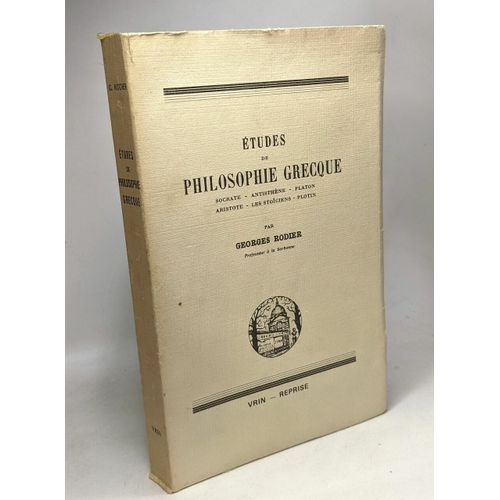 G. RODIER
ÉTUDES
DE
PHILOSOPHIE
GRECQUE
VRIN
ÉTUDES
DE
PHILOSOPHIE GRECQUE
SOCRATE - ANTISTHÈNE - PLATON
ARISTOTE - LES STOÏCIENS - PLOTIN
PAR
GEORGES RODIER
Professeur à la Sorbonne
VRIN — REPRISE